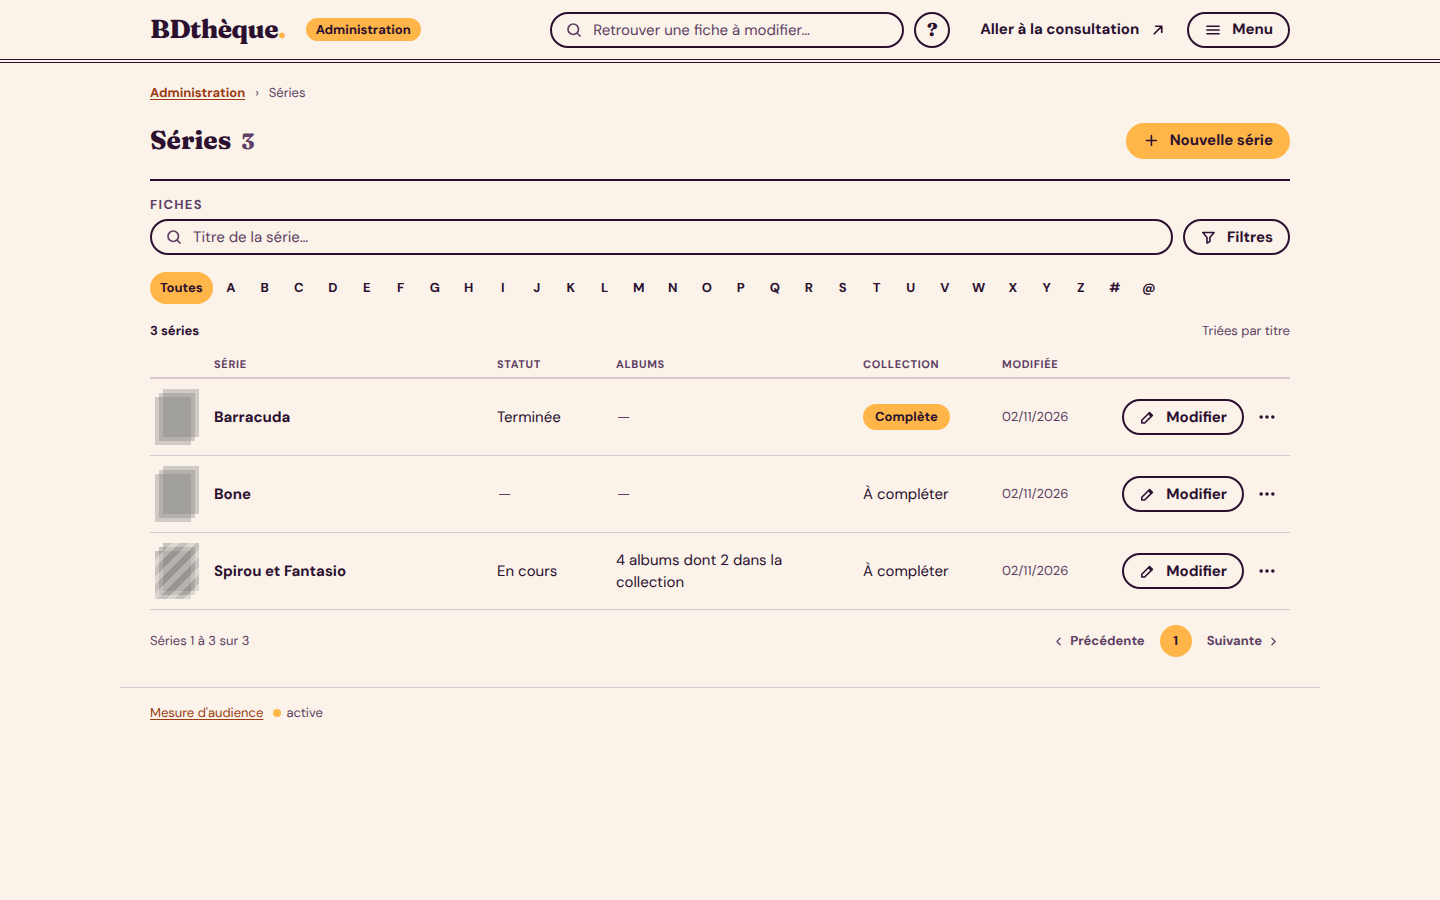 BDthèque. Administration Retrouver une fiche à modifier… ? Aller à la consultation Menu
Administration › Séries
Séries 3
Nouvelle série
FICHES
Titre de la série…
Filtres
Toutes A B C D E F G H I J K L M N O P Q R S T U V W X Y Z # @
3 séries
Triées par titre
SÉRIE STATUT ALBUMS COLLECTION MODIFIÉE
Barracuda Terminée — Complète 02/11/2026 Modifier
Bone — — À compléter 02/11/2026 Modifier
Spirou et Fantasio En cours 4 albums dont 2 dans la
collection À compléter 02/11/2026 Modifier
Séries 1 à 3 sur 3
Précédente 1 Suivante
Mesure d'audience active